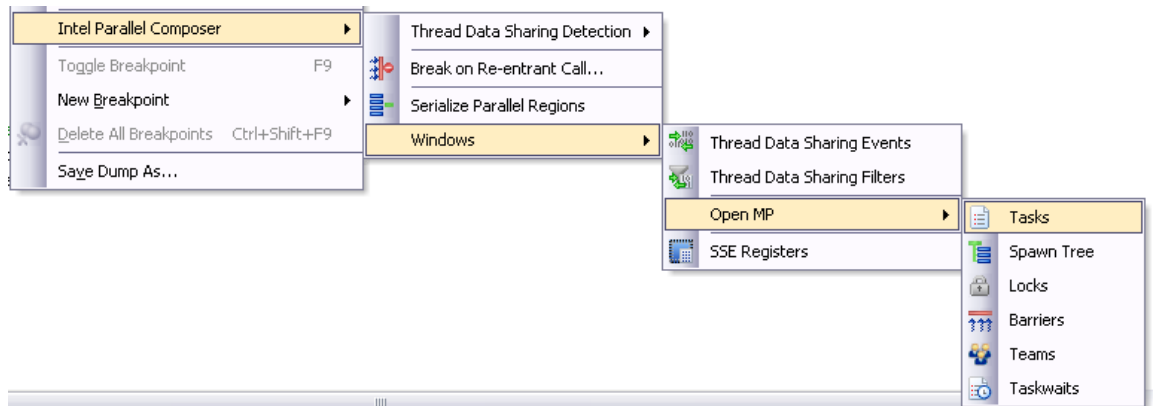 Intel Parallel Composer
Toggle Breakpoint F9
New Breakpoint
Delete All Breakpoints Ctrl+Shift+F9
Save Dump As...
Thread Data Sharing Detection
Break on Re-entrant Call...
Serialize Parallel Regions
Windows
Thread Data Sharing Events
Thread Data Sharing Filters
Open MP
SSE Registers
Tasks
Spawn Tree
Locks
Barriers
Teams
Taskwaits